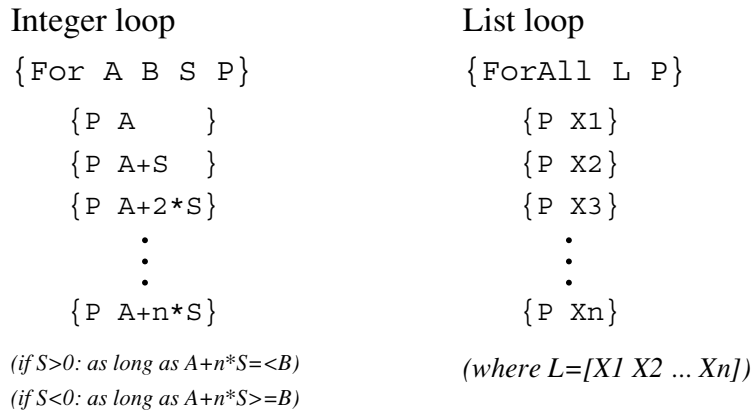 Integer loop
{For A B S P}
{P A     }
{P A+S   }
{P A+2*S}
.
.
.
{P A+n*S}
(if S>0: as long as A+n*S=<B)
(if S<0: as long as A+n*S>=B)
List loop
{ForAll L P}
{P X1}
{P X2}
{P X3}
.
.
.
{P Xn}
(where L=[X1 X2 ... Xn])